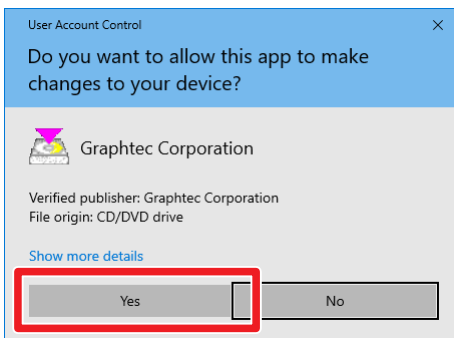 User Account Control
Do you want to allow this app to make
changes to your device?
Graphtec Corporation
Verified publisher: Graphtec Corporation
File origin: CD/DVD drive
Show more details
Yes
No